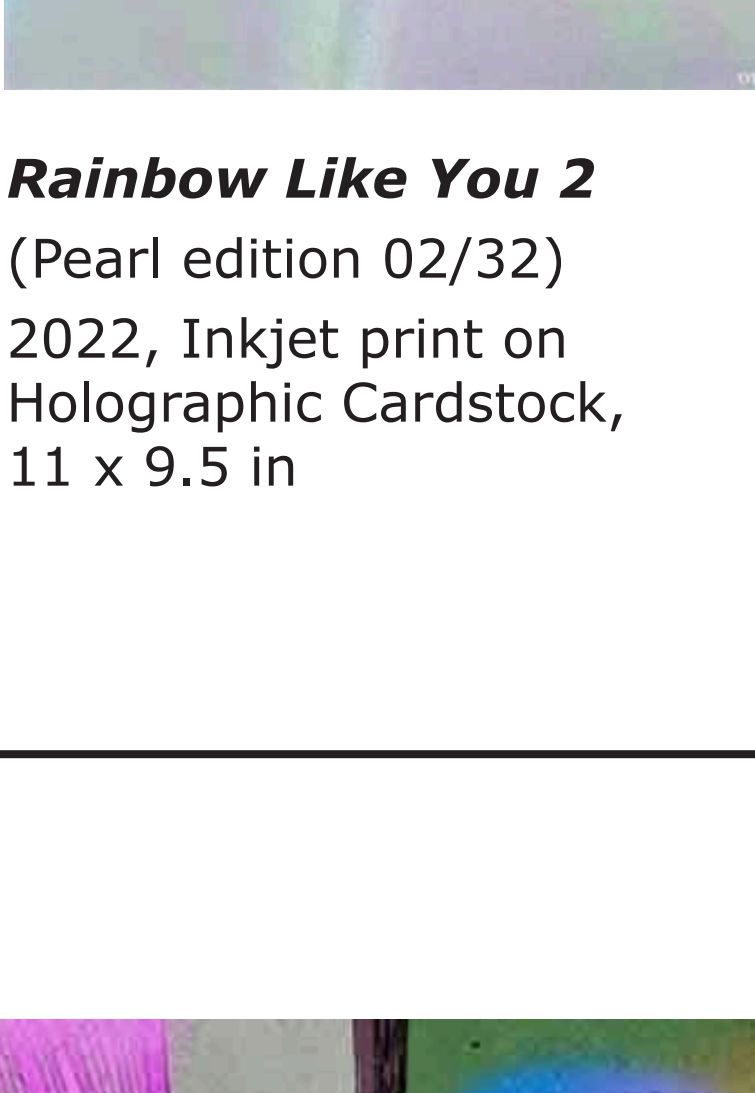 Rainbow Like You 2
(Pearl edition 02/32)
2022, Inkjet print on
Holographic Cardstock,
11 x 9.5 in